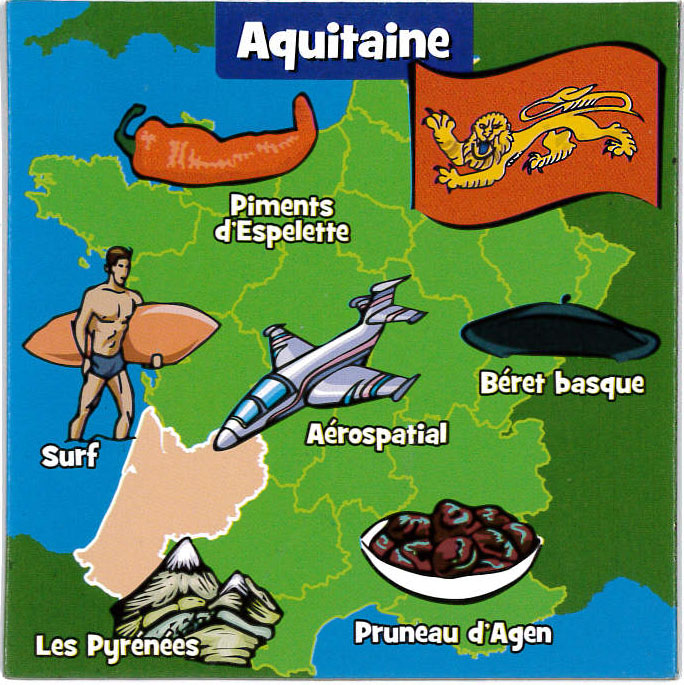 Aquitaine
Piments
d'Espelette
Béret basque
Aérospatial
Surf
Pruneau d'Agen
Les Pyrénées